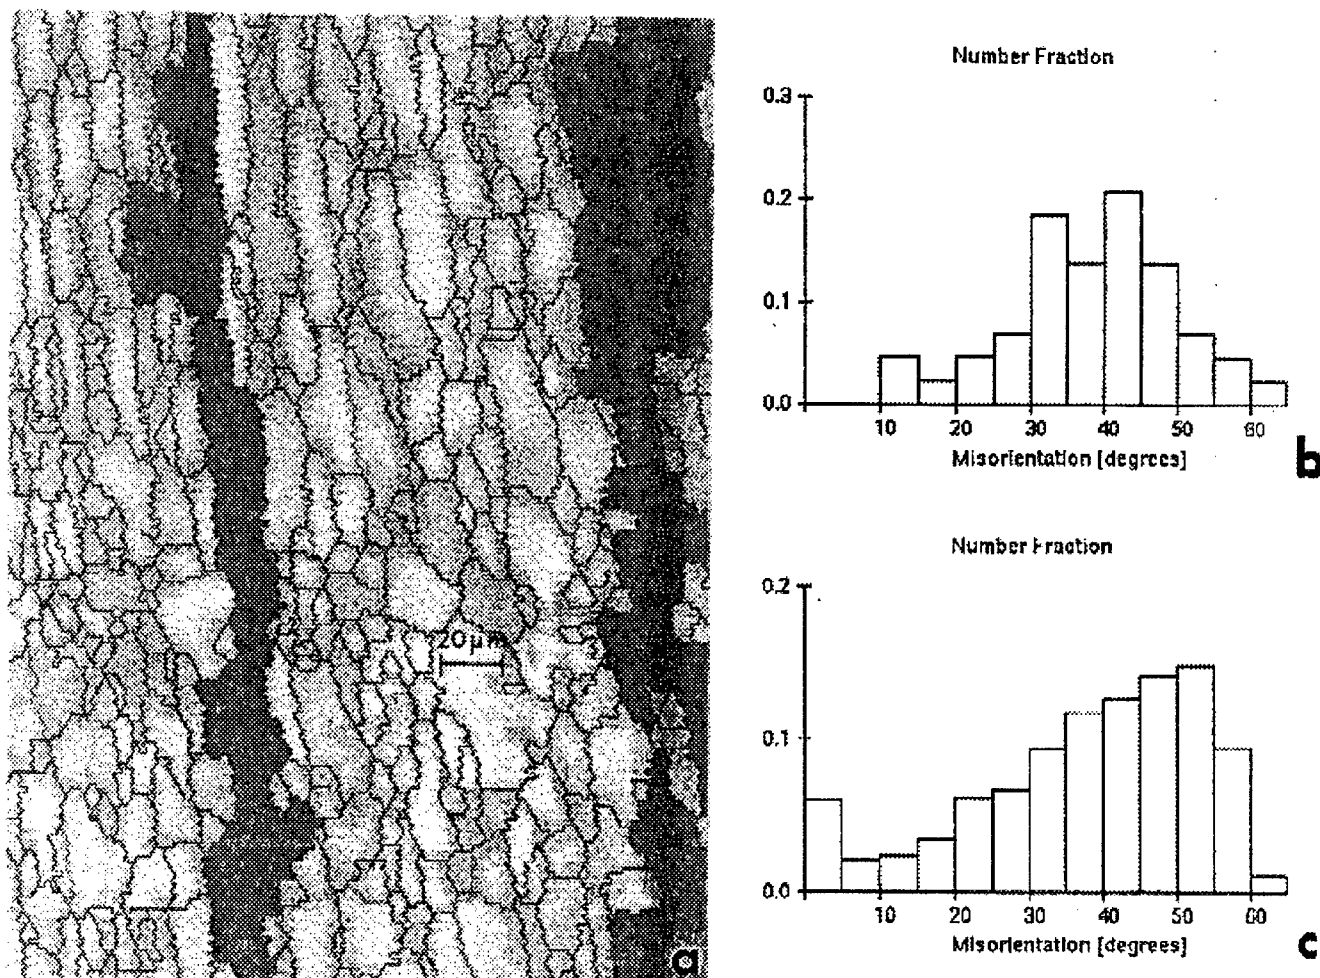 20 µm
a
Number Fraction
0.3
0.2
0.1
0.0
10 20 30 40 50 60
Misorientation [degrees]
b
Number Fraction
0.2
0.1
0.0
10 20 30 40 50 60
Misorientation [degrees]
c